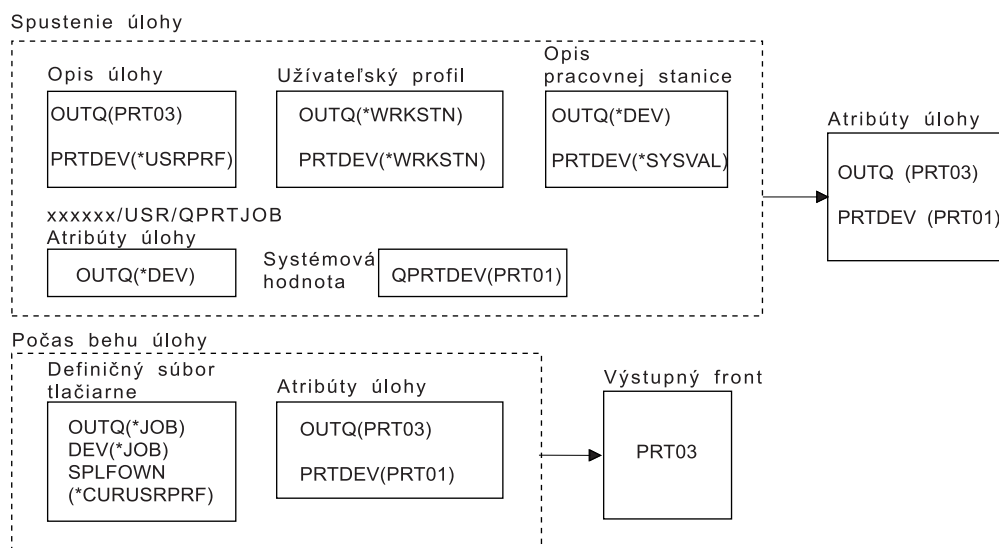 Spustenie úlohy
Opis úlohy
OUTQ(PRT03)
PRTDEV(*USRPRF)
Užívateľský profil
OUTQ(*WRKSTN)
PRTDEV(*WRKSTN)
Opis
pracovnej stanice
OUTQ(*DEV)
PRTDEV(*SYSVAL)
xxxxxx/USR/QPRTJOB
Atribúty úlohy
OUTQ(*DEV)
Systémová
hodnota
QPRTDEV(PRT01)
Atribúty úlohy
OUTQ (PRT03)
PRTDEV (PRT01)
Počas behu úlohy
Definičný súbor
tlačiarne
OUTQ(*JOB)
DEV(*JOB)
SPLFOWN
(*CURUSRPRF)
Atribúty úlohy
OUTQ(PRT03)
PRTDEV(PRT01)
Výstupný front
PRT03